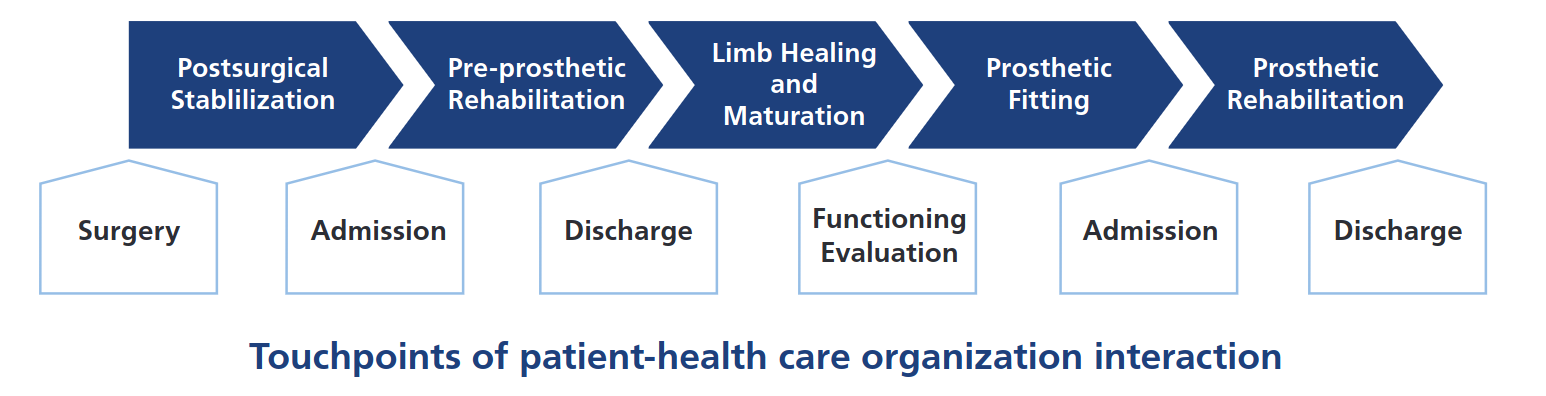 Postsurgical
Stablilization
Pre-prosthetic
Rehabilitation
Limb Healing
and
Maturation
Prosthetic
Fitting
Prosthetic
Rehabilitation
Surgery
Admission
Discharge
Functioning
Evaluation
Admission
Discharge
Touchpoints of patient-health care organization interaction